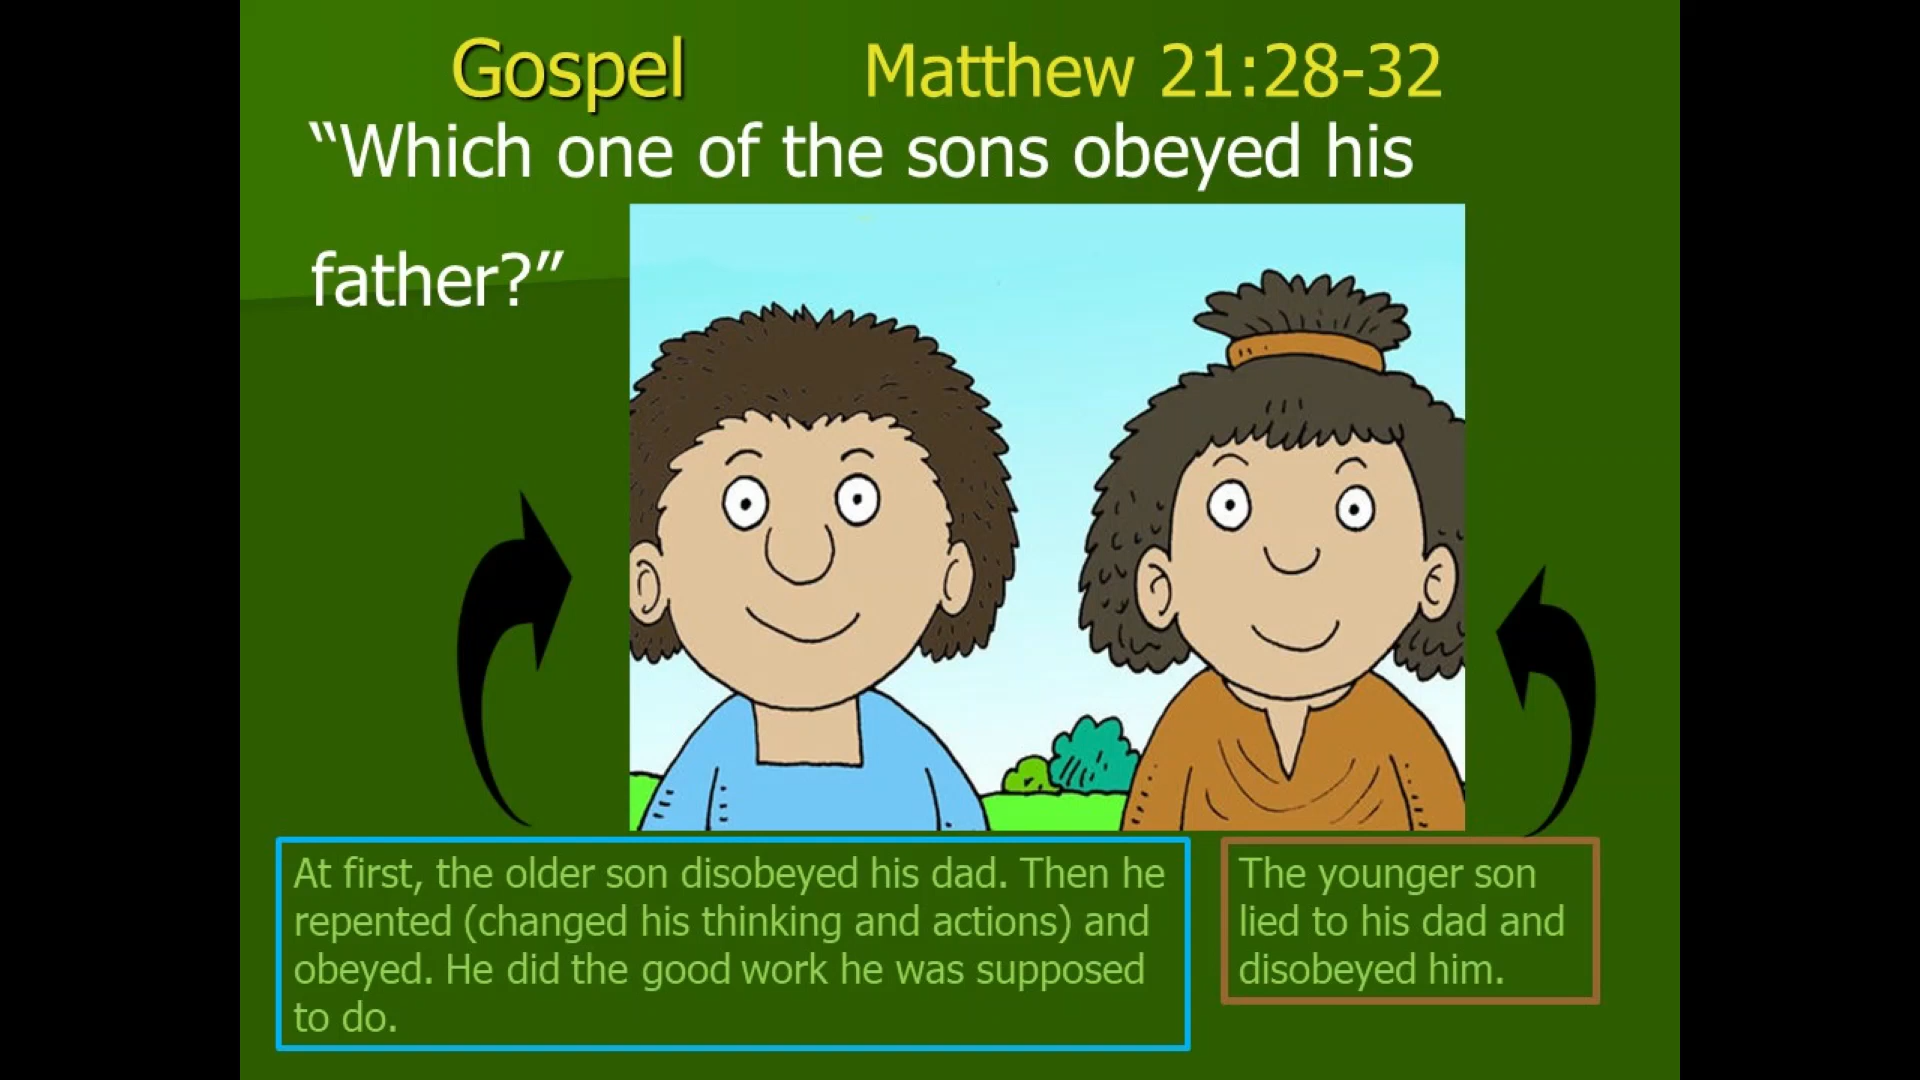 Gospel Matthew 21:28-32
“Which one of the sons obeyed his
father?”
At first, the older son disobeyed his dad. Then he
repented (changed his thinking and actions) and
obeyed. He did the good work he was supposed
to do.
The younger son
lied to his dad and
disobeyed him.